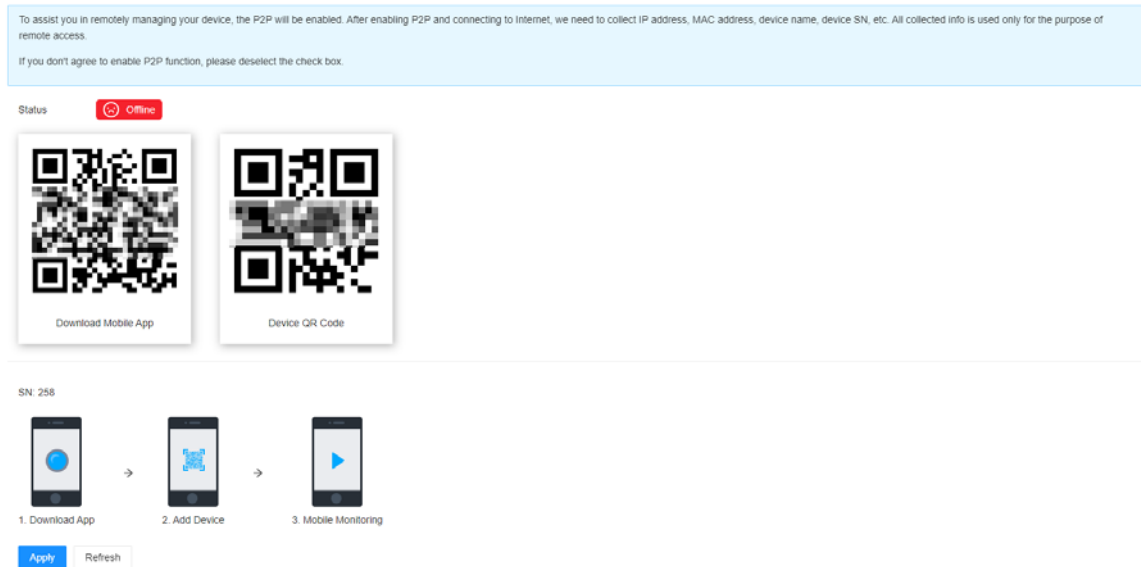 To assist you in remotely managing your device, the P2P will be enabled. After enabling P2P and connecting to Internet, we need to collect IP address, MAC address, device name, device SN, etc. All collected info is used only for the purpose of
remote access.
If you don't agree to enable P2P function, please deselect the check box.
Status
Offline
Download Mobile App
Device QR Code
SN: 258
1. Download App
2. Add Device
3. Mobile Monitoring
Apply
Refresh